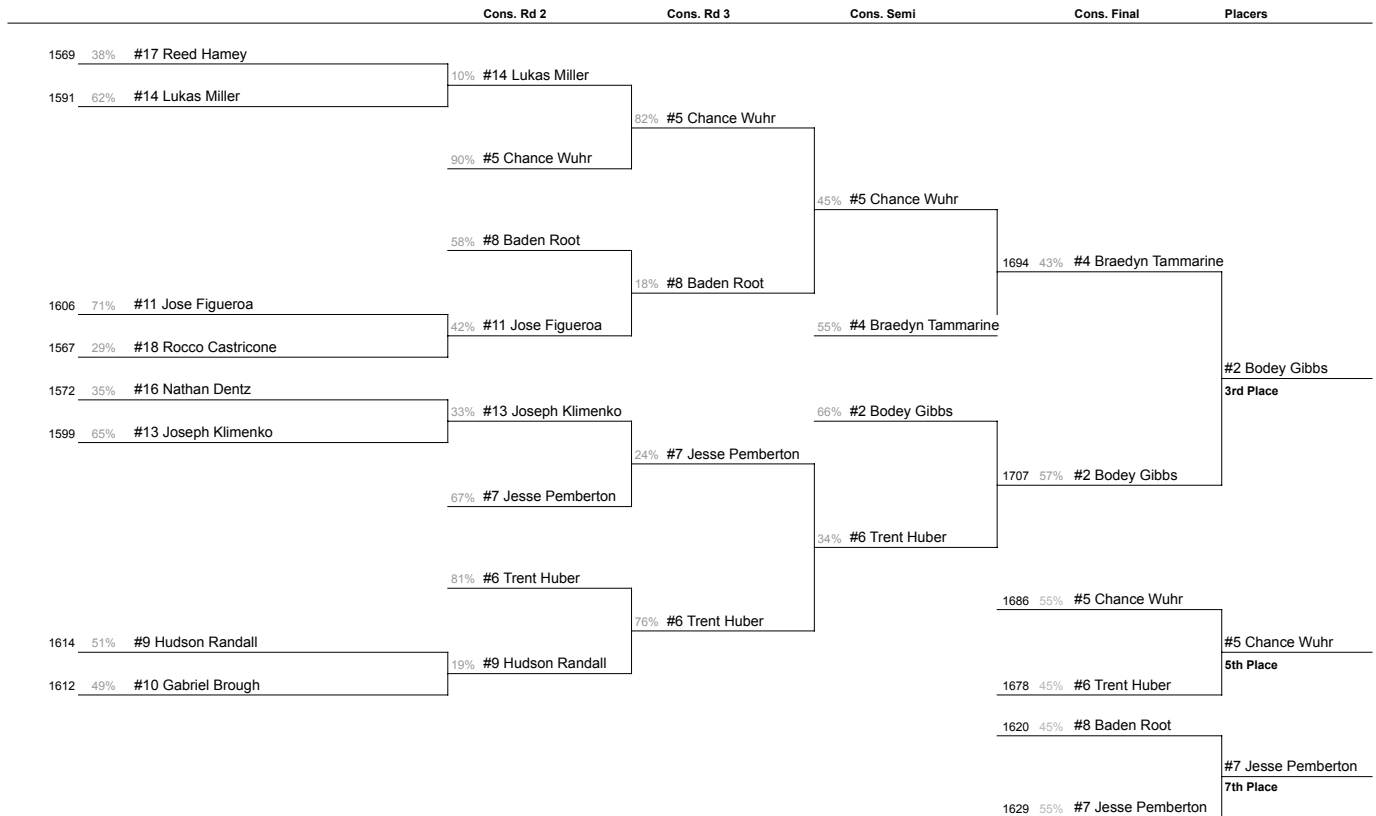 Cons. Rd 2 Cons. Rd 3 Cons. Semi Cons. Final Placers
1569 38% #17 Reed Hamey
10% #14 Lukas Miller
1591 62% #14 Lukas Miller
82% #5 Chance Wuhr
90% #5 Chance Wuhr
45% #5 Chance Wuhr
58% #8 Baden Root
1694 43% #4 Braedyn Tammarine
18% #8 Baden Root
1606 71% #11 Jose Figueroa
42% #11 Jose Figueroa
55% #4 Braedyn Tammarine
1567 29% #18 Rocco Castricone
#2 Bodey Gibbs
3rd Place
1572 35% #16 Nathan Dentz
33% #13 Joseph Klimenko
66% #2 Bodey Gibbs
1599 65% #13 Joseph Klimenko
24% #7 Jesse Pemberton
1707 57% #2 Bodey Gibbs
67% #7 Jesse Pemberton
34% #6 Trent Huber
81% #6 Trent Huber
1686 55% #5 Chance Wuhr
76% #6 Trent Huber
1614 51% #9 Hudson Randall
#5 Chance Wuhr
5th Place
19% #9 Hudson Randall
1612 49% #10 Gabriel Brough
1678 45% #6 Trent Huber
1620 45% #8 Baden Root
#7 Jesse Pemberton
7th Place
1629 55% #7 Jesse Pemberton